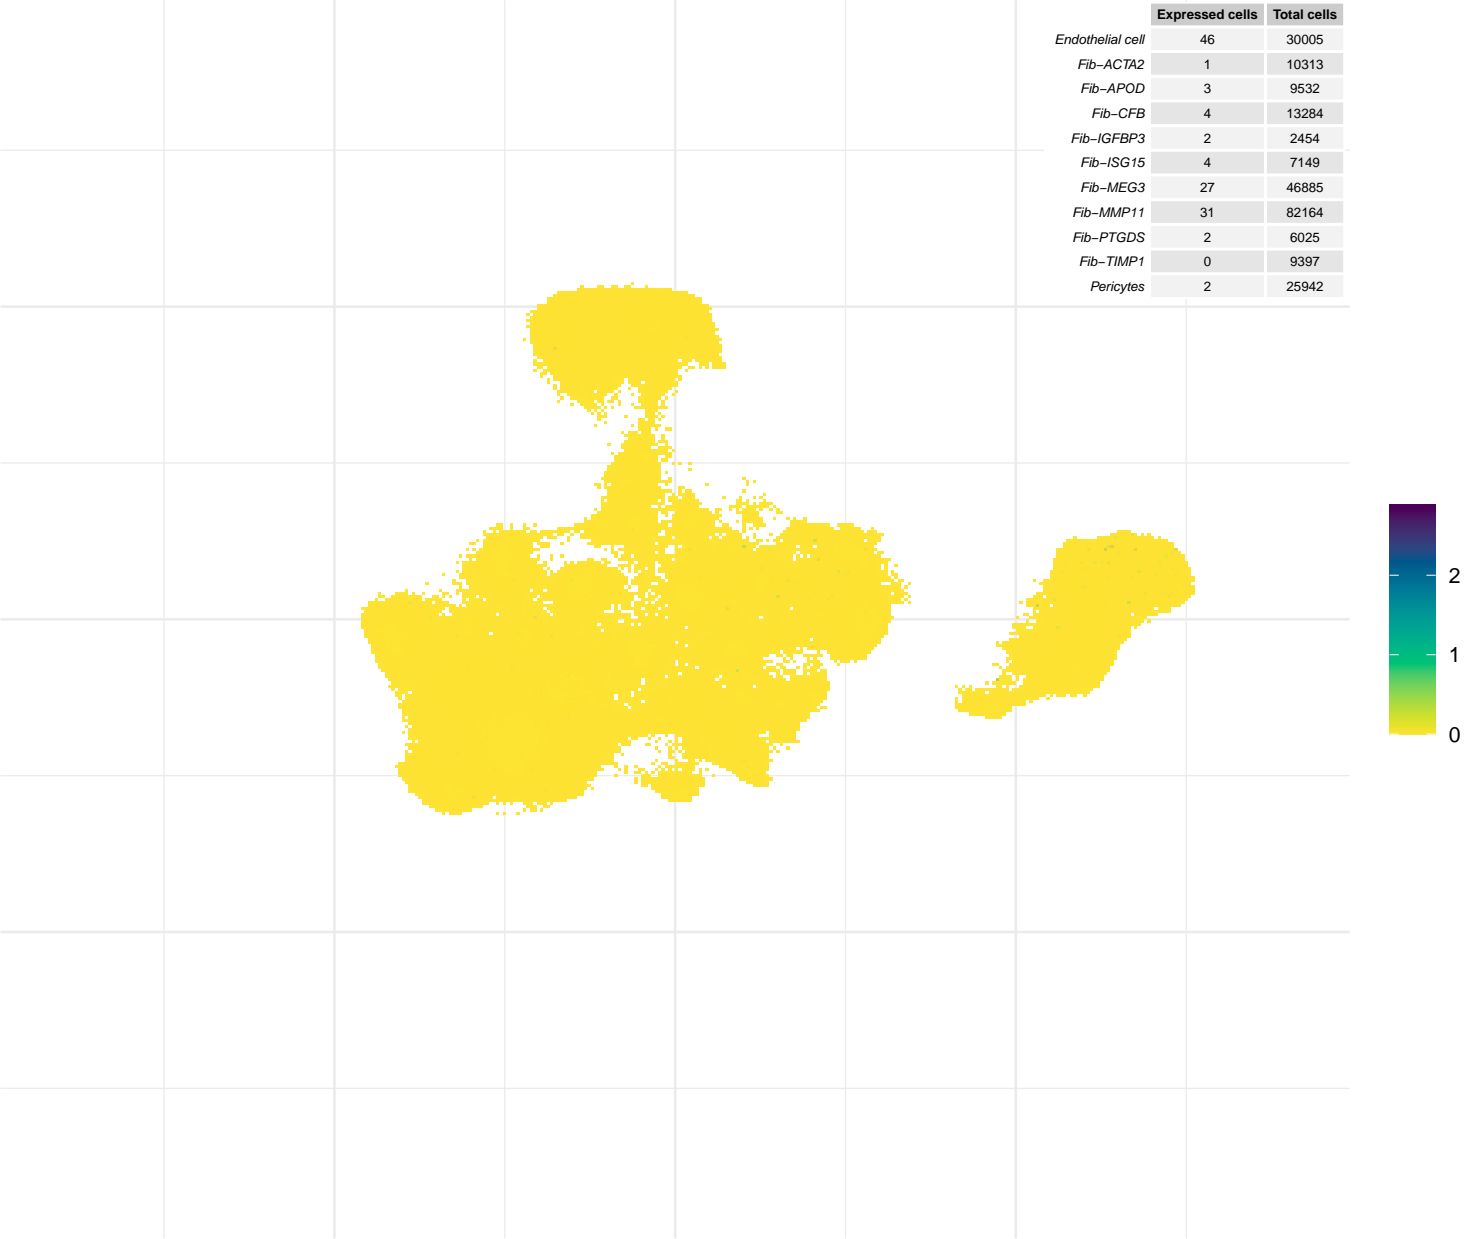 Expressed cells Total cells
Endothelial cell 46 30005
Fib−ACTA2 1 10313
Fib−APOD 3 9532
Fib−CFB 4 13284
Fib−IGFBP3 2 2454
Fib−ISG15 4 7149
Fib−MEG3 27 46885
Fib−MMP11 31 82164
Fib−PTGDS 2 6025
Fib−TIMP1 0 9397
Pericytes 2 25942
2
1
0